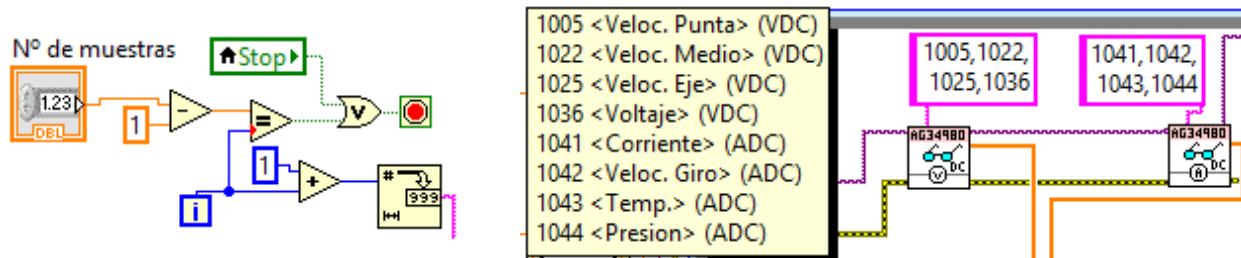 Nº de muestras
1.23
DBL
1
Stop
1
i
#
999
1005 <Veloc. Punta> (VDC)
1022 <Veloc. Medio> (VDC)
1025 <Veloc. Eje> (VDC)
1036 <Voltaje> (VDC)
1041 <Corriente> (ADC)
1042 <Veloc. Giro> (ADC)
1043 <Temp.> (ADC)
1044 <Presion> (ADC)
1005,1022,
1025,1036
AG34980
DC
V
1041,1042,
1043,1044
AG34980
DC
A